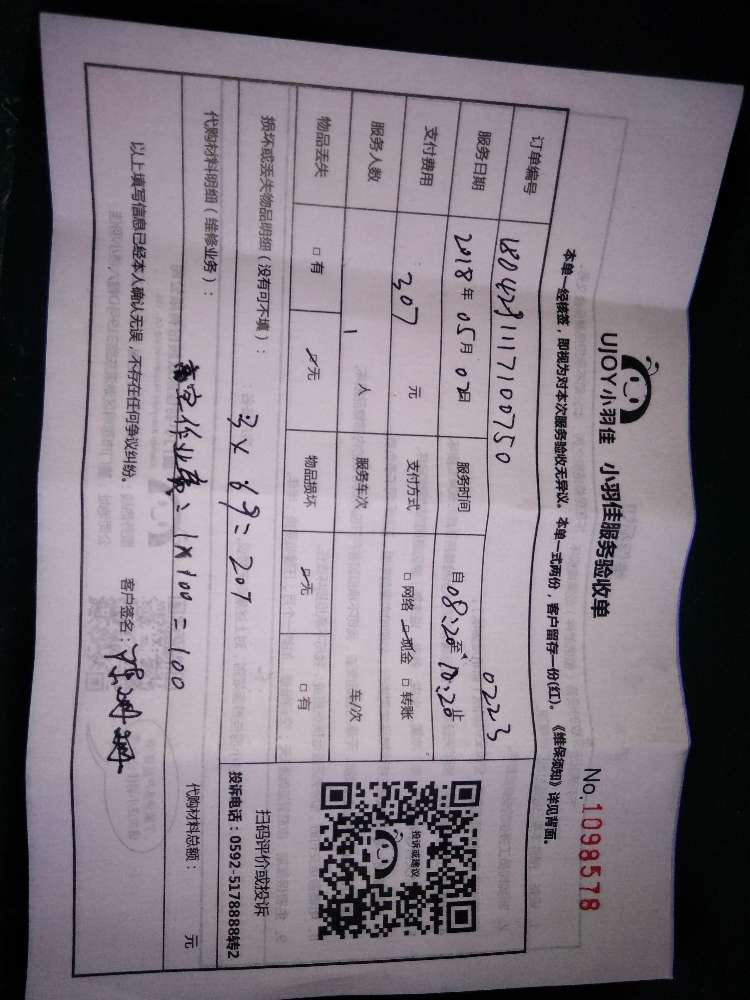 UJOY小羽佳 小羽佳服务验收单
No.1098578
本单一经核签，即视为对本次服务验收无异议。本单一式两份，客户留存一份(红)。《维保须知》详见背面。
订单编号 1804281117100750 0223
服务日期 2018年05月02日 服务时间 自08:20至10:20止
支付费用 307元 支付方式 □网络 ☑现金 □转账
服务人数 1人 服务车次 车/次
物品丢失 □有 ☑无 物品损坏 ☑无 □有
投诉或建议
扫码评价或投诉
投诉电话：0592-5178888转2
损坏或丢失物品明细（没有可不填）：
3×69=207
代购材料明细（维修业务）：
高空作业费：1×100=100
代购材料总额： 元
以上填写信息已经本人确认无误，不存在任何争议纠纷。 客户签名：